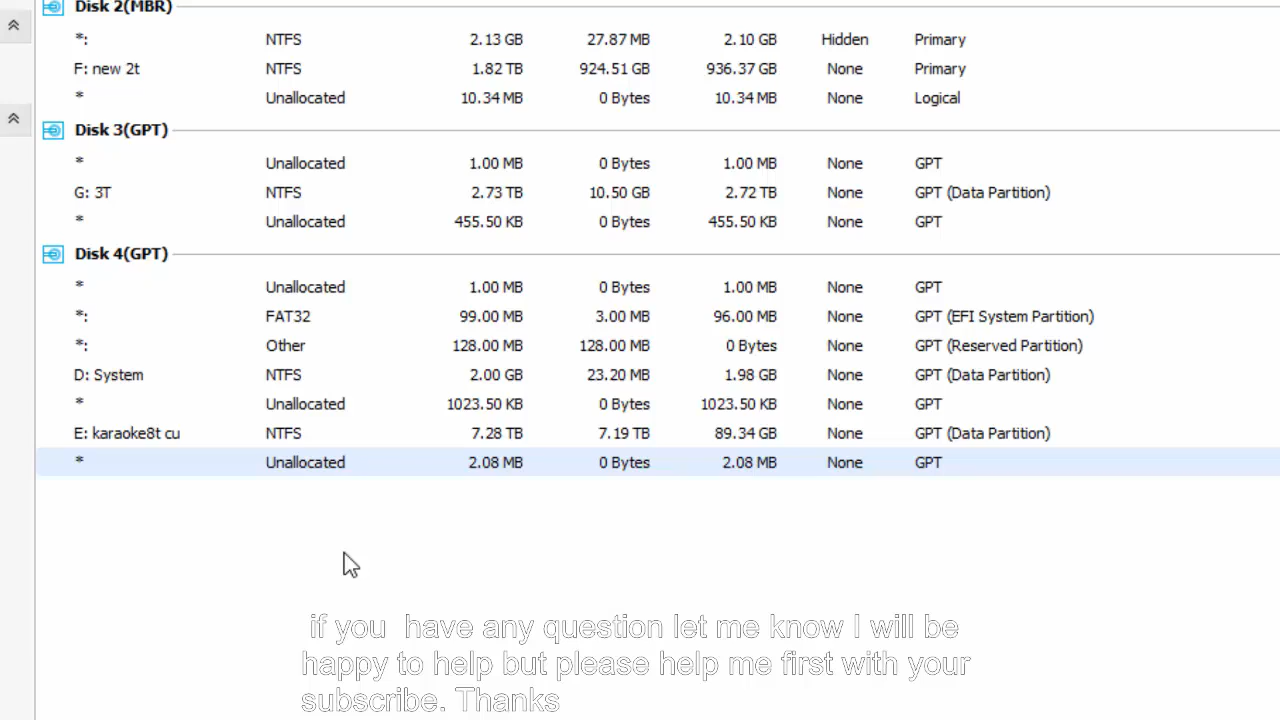 Disk 2(MBR)
*: NTFS 2.13 GB 27.87 MB 2.10 GB Hidden Primary
F: new 2t NTFS 1.82 TB 924.51 GB 936.37 GB None Primary
* Unallocated 10.34 MB 0 Bytes 10.34 MB None Logical
Disk 3(GPT)
* Unallocated 1.00 MB 0 Bytes 1.00 MB None GPT
G: 3T NTFS 2.73 TB 10.50 GB 2.72 TB None GPT (Data Partition)
* Unallocated 455.50 KB 0 Bytes 455.50 KB None GPT
Disk 4(GPT)
* Unallocated 1.00 MB 0 Bytes 1.00 MB None GPT
*: FAT32 99.00 MB 3.00 MB 96.00 MB None GPT (EFI System Partition)
*: Other 128.00 MB 128.00 MB 0 Bytes None GPT (Reserved Partition)
D: System NTFS 2.00 GB 23.20 MB 1.98 GB None GPT (Data Partition)
* Unallocated 1023.50 KB 0 Bytes 1023.50 KB None GPT
E: karaoke8t cu NTFS 7.28 TB 7.19 TB 89.34 GB None GPT (Data Partition)
* Unallocated 2.08 MB 0 Bytes 2.08 MB None GPT
if you have any question let me know I will be
happy to help but please help me first with your
subscribe. Thanks